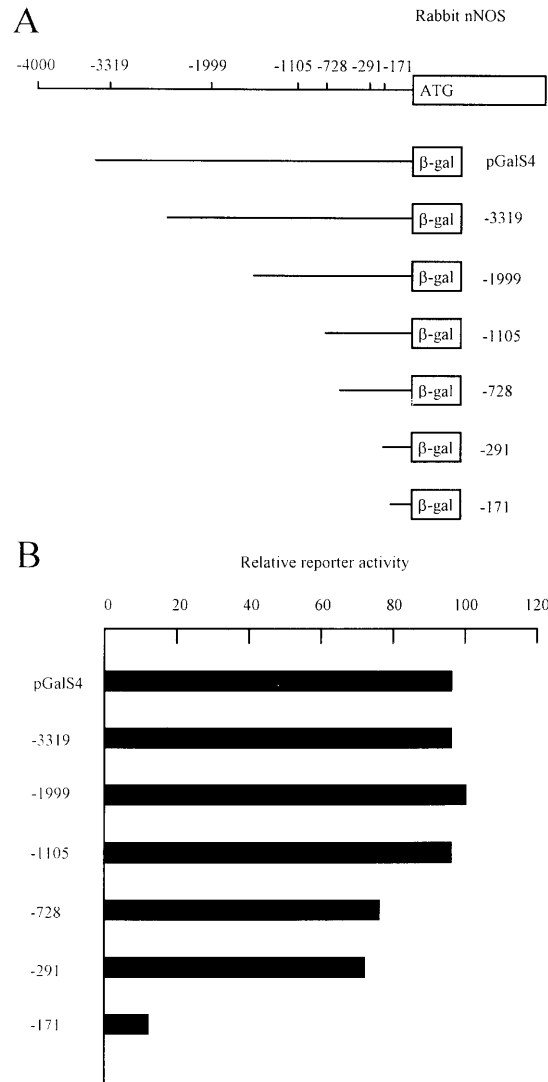 A
Rabbit nNOS
-4000 -3319 -1999 -1105 -728 -291 -171
ATG
β-gal pGalS4
β-gal -3319
β-gal -1999
β-gal -1105
β-gal -728
β-gal -291
β-gal -171
B
Relative reporter activity
0 20 40 60 80 100 120
pGalS4
-3319
-1999
-1105
-728
-291
-171